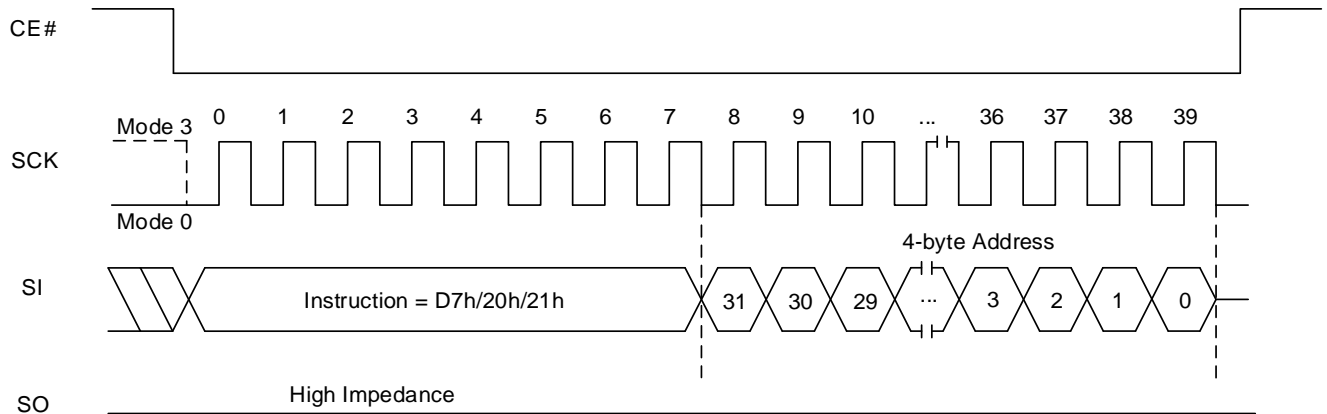 CE#
0 1 2 3 4 5 6 7 8 9 10 ... 36 37 38 39
Mode 3
SCK
Mode 0
4-byte Address
SI
Instruction = D7h/20h/21h 31 30 29 ... 3 2 1 0
High Impedance
SO